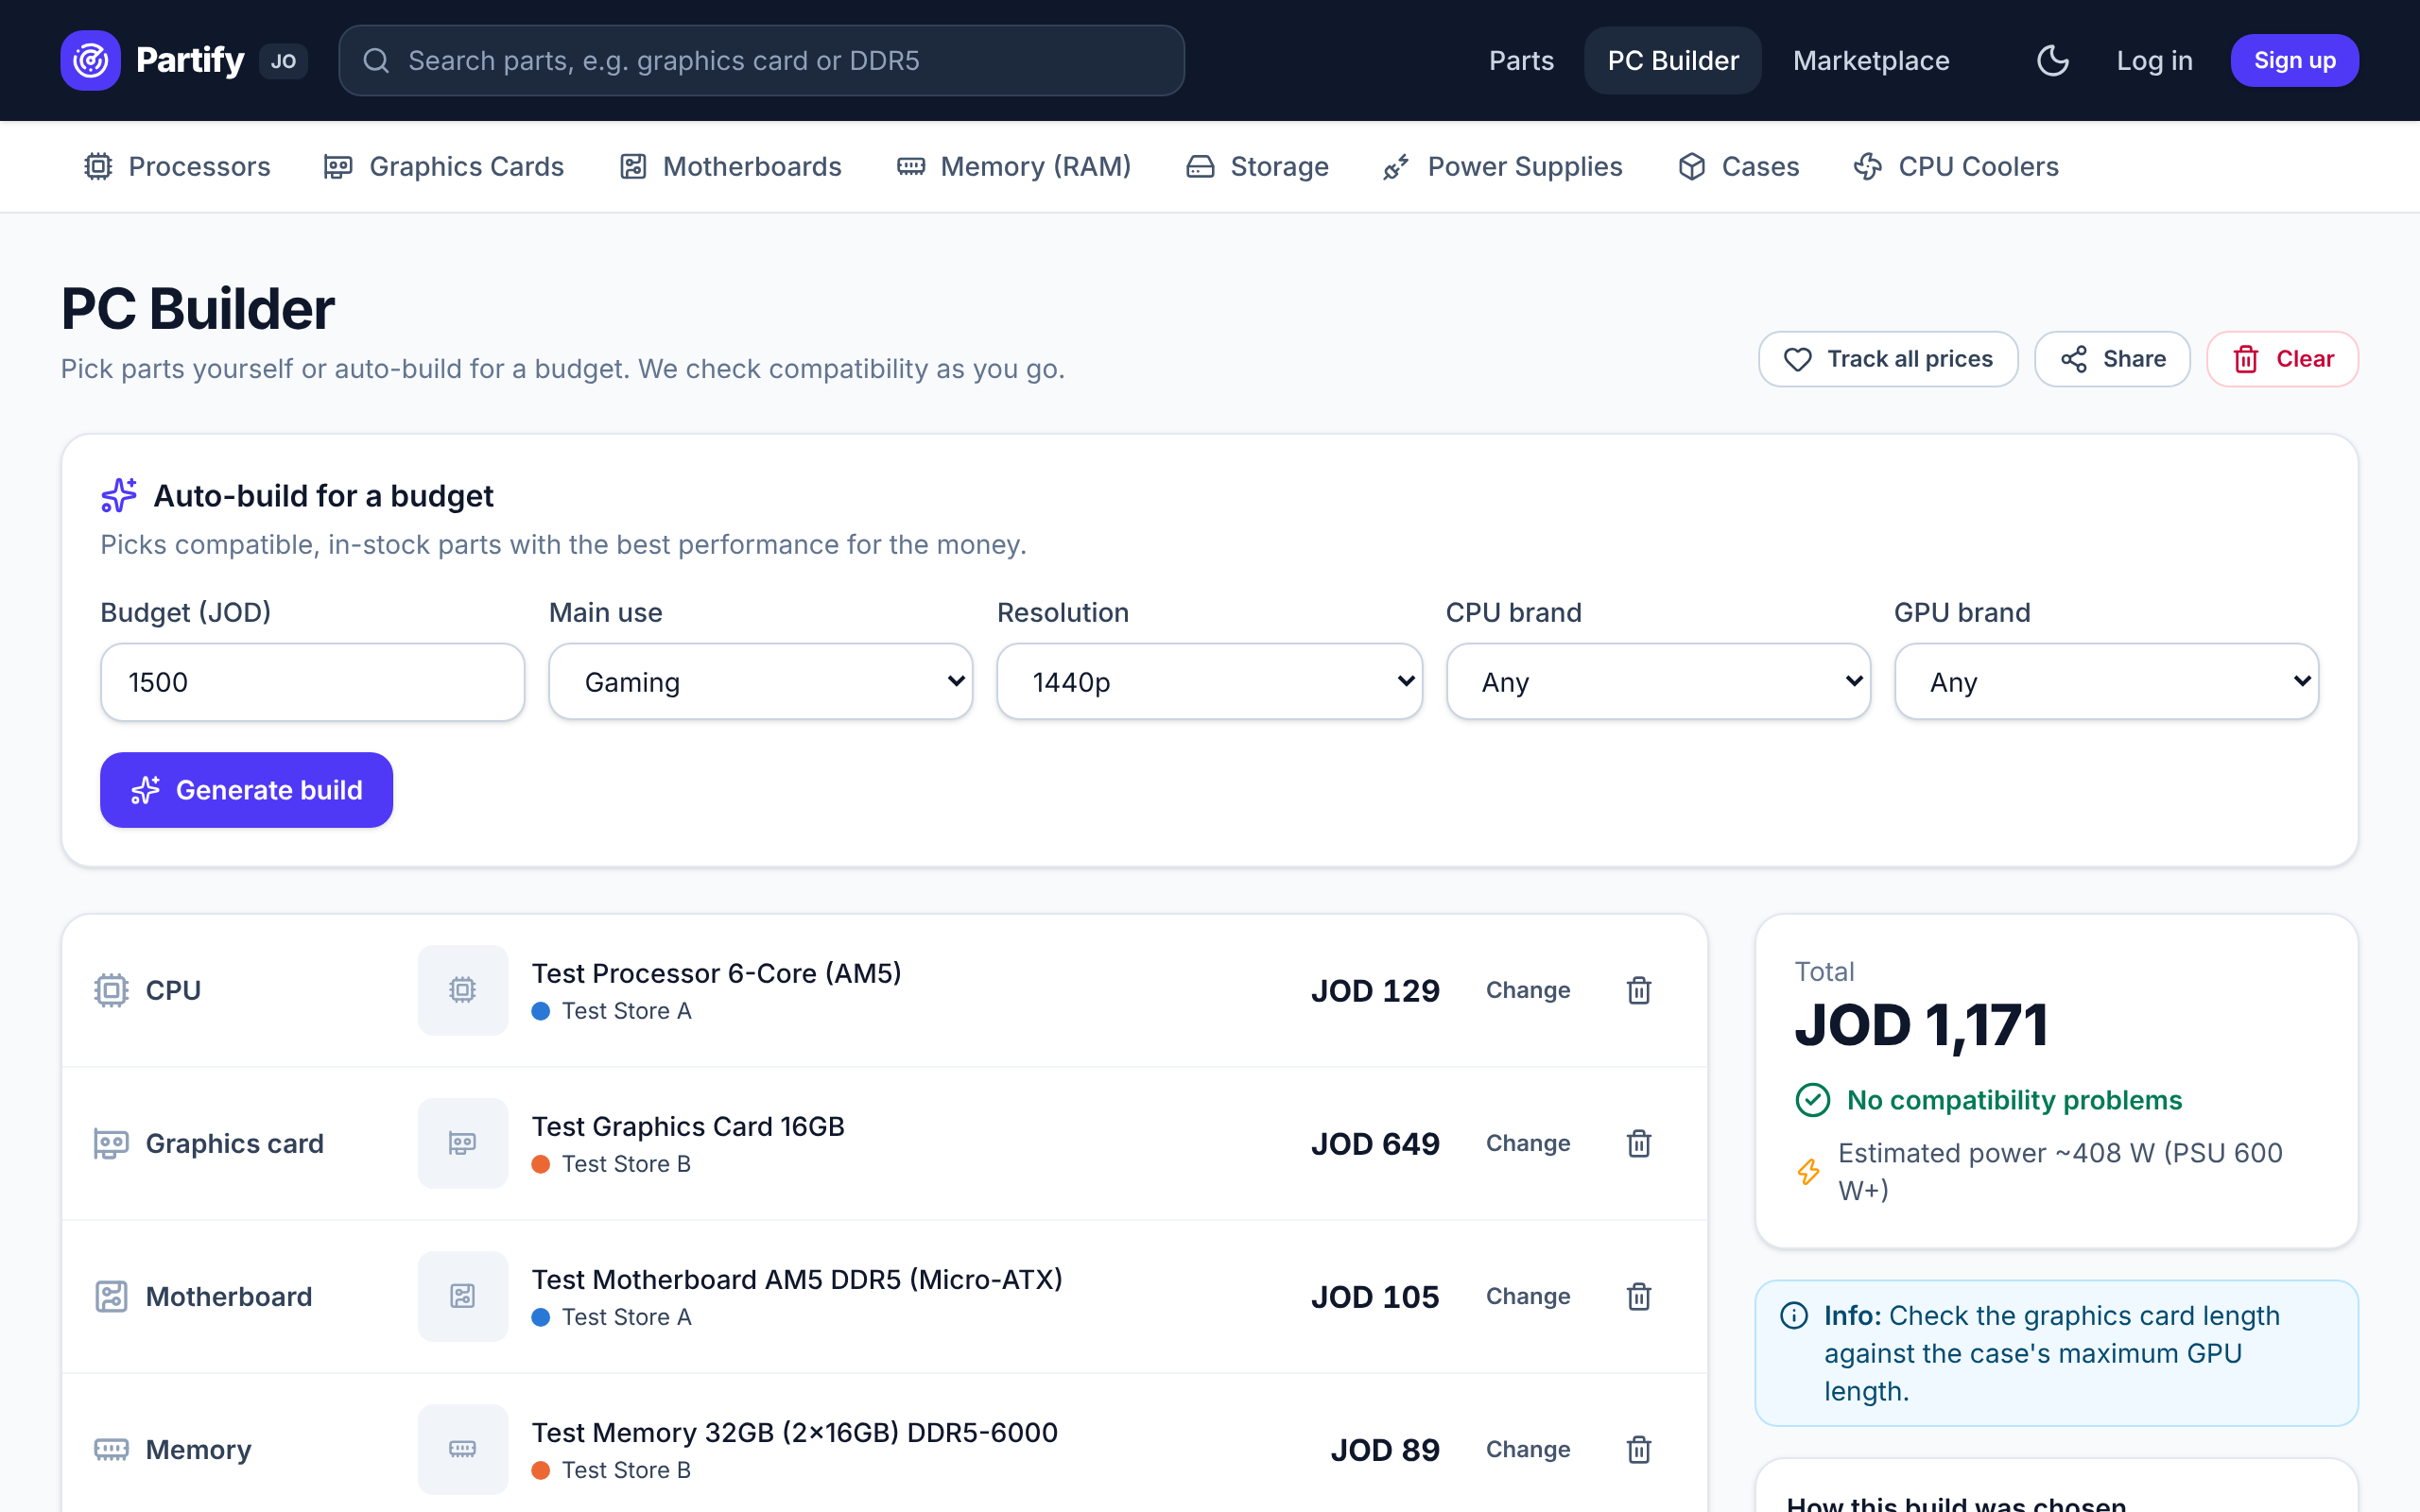 Partify JO
Search parts, e.g. graphics card or DDR5
Parts
PC Builder
Marketplace
Log in
Sign up
Processors
Graphics Cards
Motherboards
Memory (RAM)
Storage
Power Supplies
Cases
CPU Coolers
PC Builder
Pick parts yourself or auto-build for a budget. We check compatibility as you go.
Track all prices
Share
Clear
Auto-build for a budget
Picks compatible, in-stock parts with the best performance for the money.
Budget (JOD)
1500
Main use
Gaming
Resolution
1440p
CPU brand
Any
GPU brand
Any
Generate build
CPU
Test Processor 6-Core (AM5)
Test Store A
JOD 129
Change
Graphics card
Test Graphics Card 16GB
Test Store B
JOD 649
Change
Motherboard
Test Motherboard AM5 DDR5 (Micro-ATX)
Test Store A
JOD 105
Change
Memory
Test Memory 32GB (2×16GB) DDR5-6000
Test Store B
JOD 89
Change
Total
JOD 1,171
No compatibility problems
Estimated power ~408 W (PSU 600
W+)
Info: Check the graphics card length
against the case's maximum GPU
length.
How this build was chosen